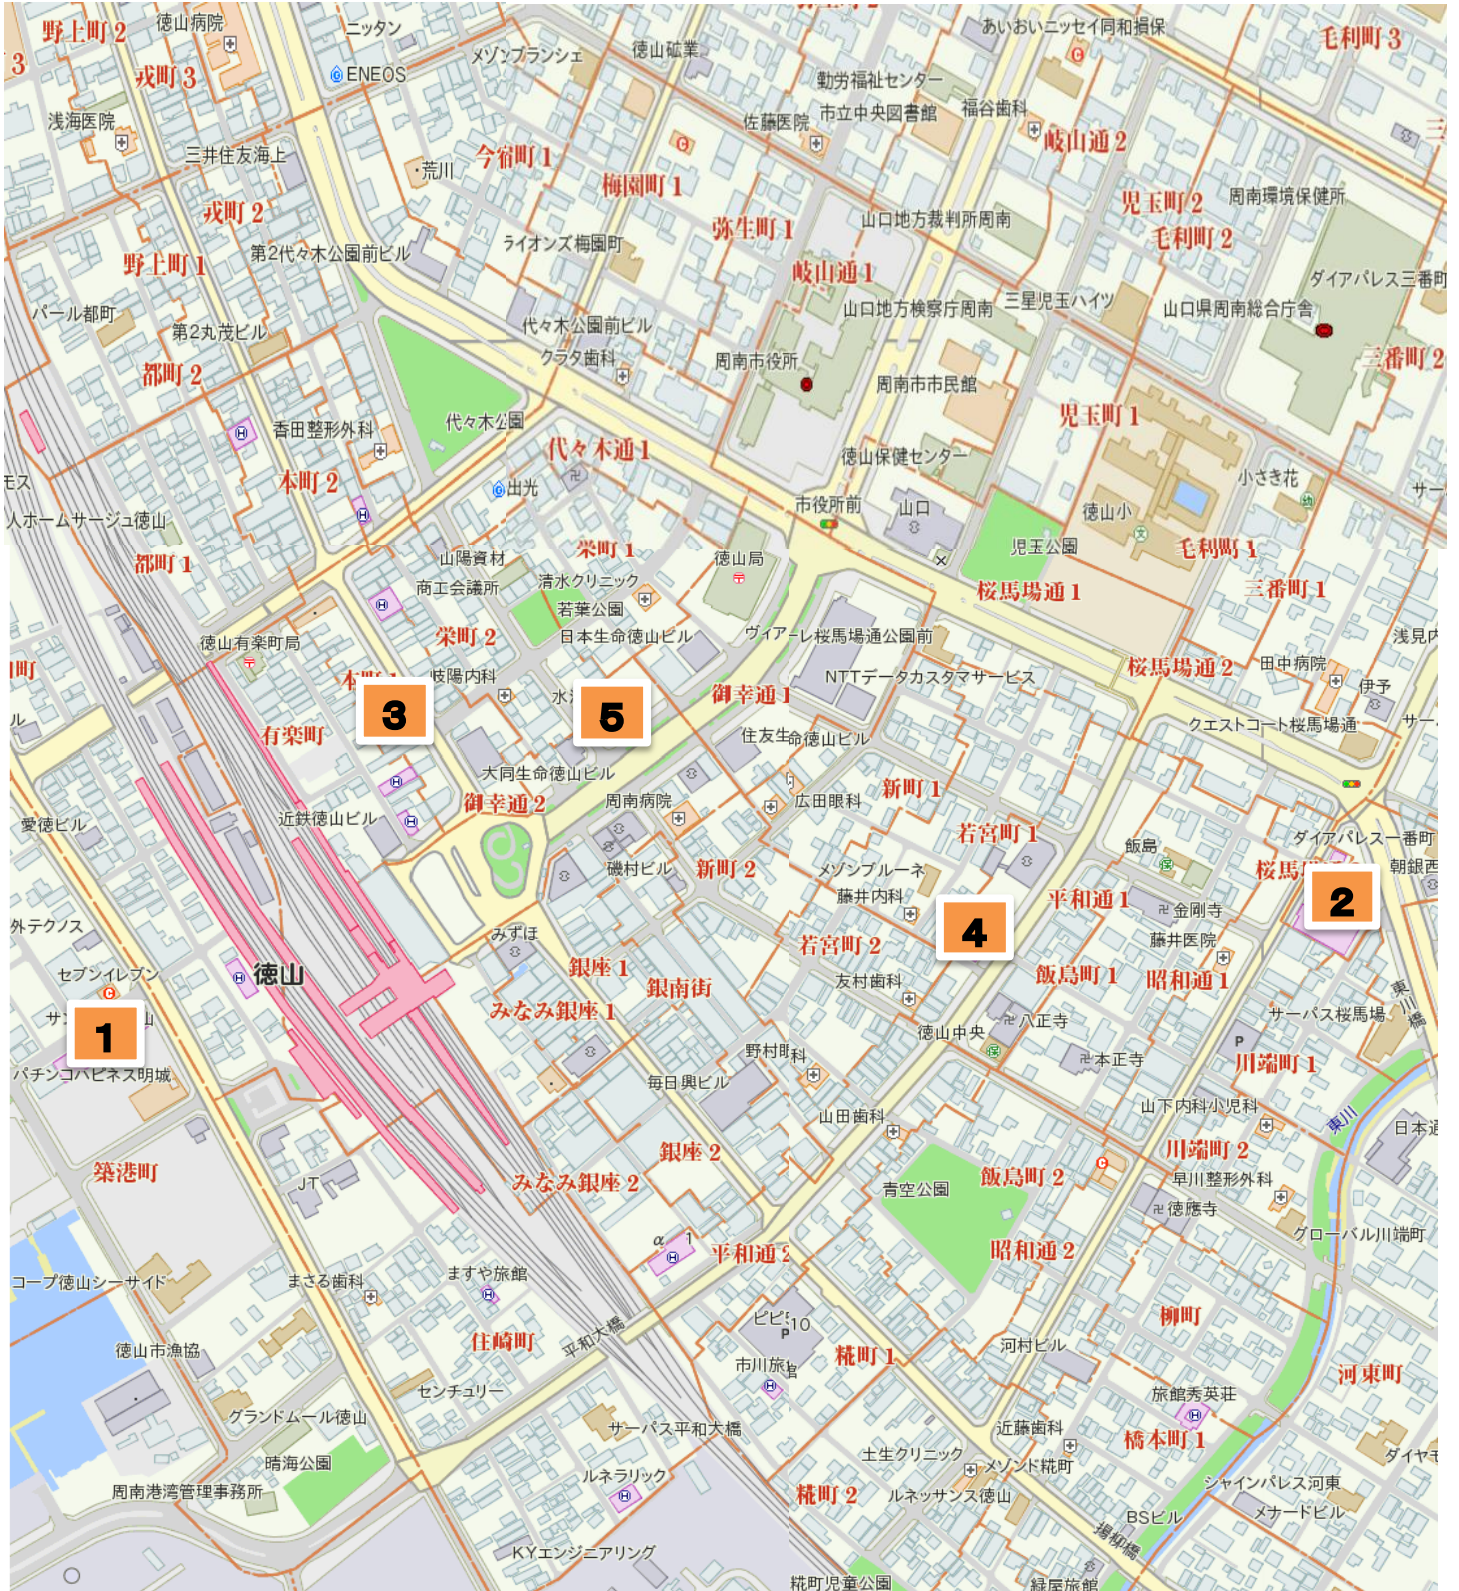 野上町 2
徳山病院
ニッタン
戎町 3
ENEOS
メゾンブランシェ
徳山砿業
あいおいニッセイ同和損保
毛利町 3
3
勤労福祉センター
浅海医院
佐藤医院
市立中央図書館
福谷歯科
岐山通 2
三井住友海上
荒川
今宿町 1
梅園町 1
児玉町 2
周南環境保健所
戎町 2
弥生町 1
山口地方裁判所周南
毛利町 2
第2代々木公園前ビル
ライオンズ梅園町
野上町 1
岐山通 1
ダイアパレス三番町
パール都町
第2丸茂ビル
代々木公園前ビル
山口地方検察庁周南
三星児玉ハイツ
山口県周南総合庁舎
クラタ歯科
周南市役所
三番町 2
都町 2
周南市市民館
代々木公園
児玉町 1
香田整形外科
代々木通 1
徳山保健センター
本町 2
出光
小さき花
モス
市役所前
山口
徳山小
サー
人ホームサージュ徳山
都町 1
山陽資材
栄町 1
徳山局
児玉公園
毛利町 1
商工会議所
清水クリニック
桜馬場通 1
三番町 1
若葉公園
徳山有楽町局
栄町 2
日本生命徳山ビル
ヴィアーレ桜馬場通公園前
浅見内
岐陽内科
NTTデータカスタマサービス
桜馬場通 2
田中病院
3
5
御幸通 1
伊予
有楽町
住友生命徳山ビル
クエストコート桜馬場通
サー
大同生命徳山ビル
新町 1
近鉄徳山ビル
御幸通 2
周南病院
広田眼科
愛徳ビル
若宮町 1
飯島
ダイアパレス一番町
磯村ビル
新町 2
メゾンブルーネ
朝銀西
藤井内科
平和通 1
金剛寺
2
外テクノス
みずほ
4
若宮町 2
藤井医院
セブンイレブン
徳山
銀座 1
銀南街
友村歯科
飯島町 1
昭和通 1
東川橋
1
みなみ銀座 1
徳山中央
八正寺
サーパス桜馬場
P
パチンコハピネス明城
毎日興ビル
本正寺
川端町 1
山田歯科
山下内科小児科
東川
築港町
銀座 2
川端町 2
JT
みなみ銀座 2
青空公園
飯島町 2
早川整形外科
徳應寺
平和通 2
昭和通 2
グローバル川端町
コープ徳山シーサイド
まさる歯科
ますや旅館
柳町
徳山市漁協
住崎町
平和大橋
P
河村ビル
糀町 1
河東町
センチュリー
旅館秀英荘
グランドムール徳山
サーパス平和大橋
近藤歯科
橋本町 1
晴海公園
土生クリニック
メゾンド糀町
ルネラリック
シャインパレス河東
周南港湾管理事務所
糀町 2
ルネッサンス徳山
メナードビル
BSビル
KYエンジニアリング
揚柳橋
糀町児童公園
緑屋旅館